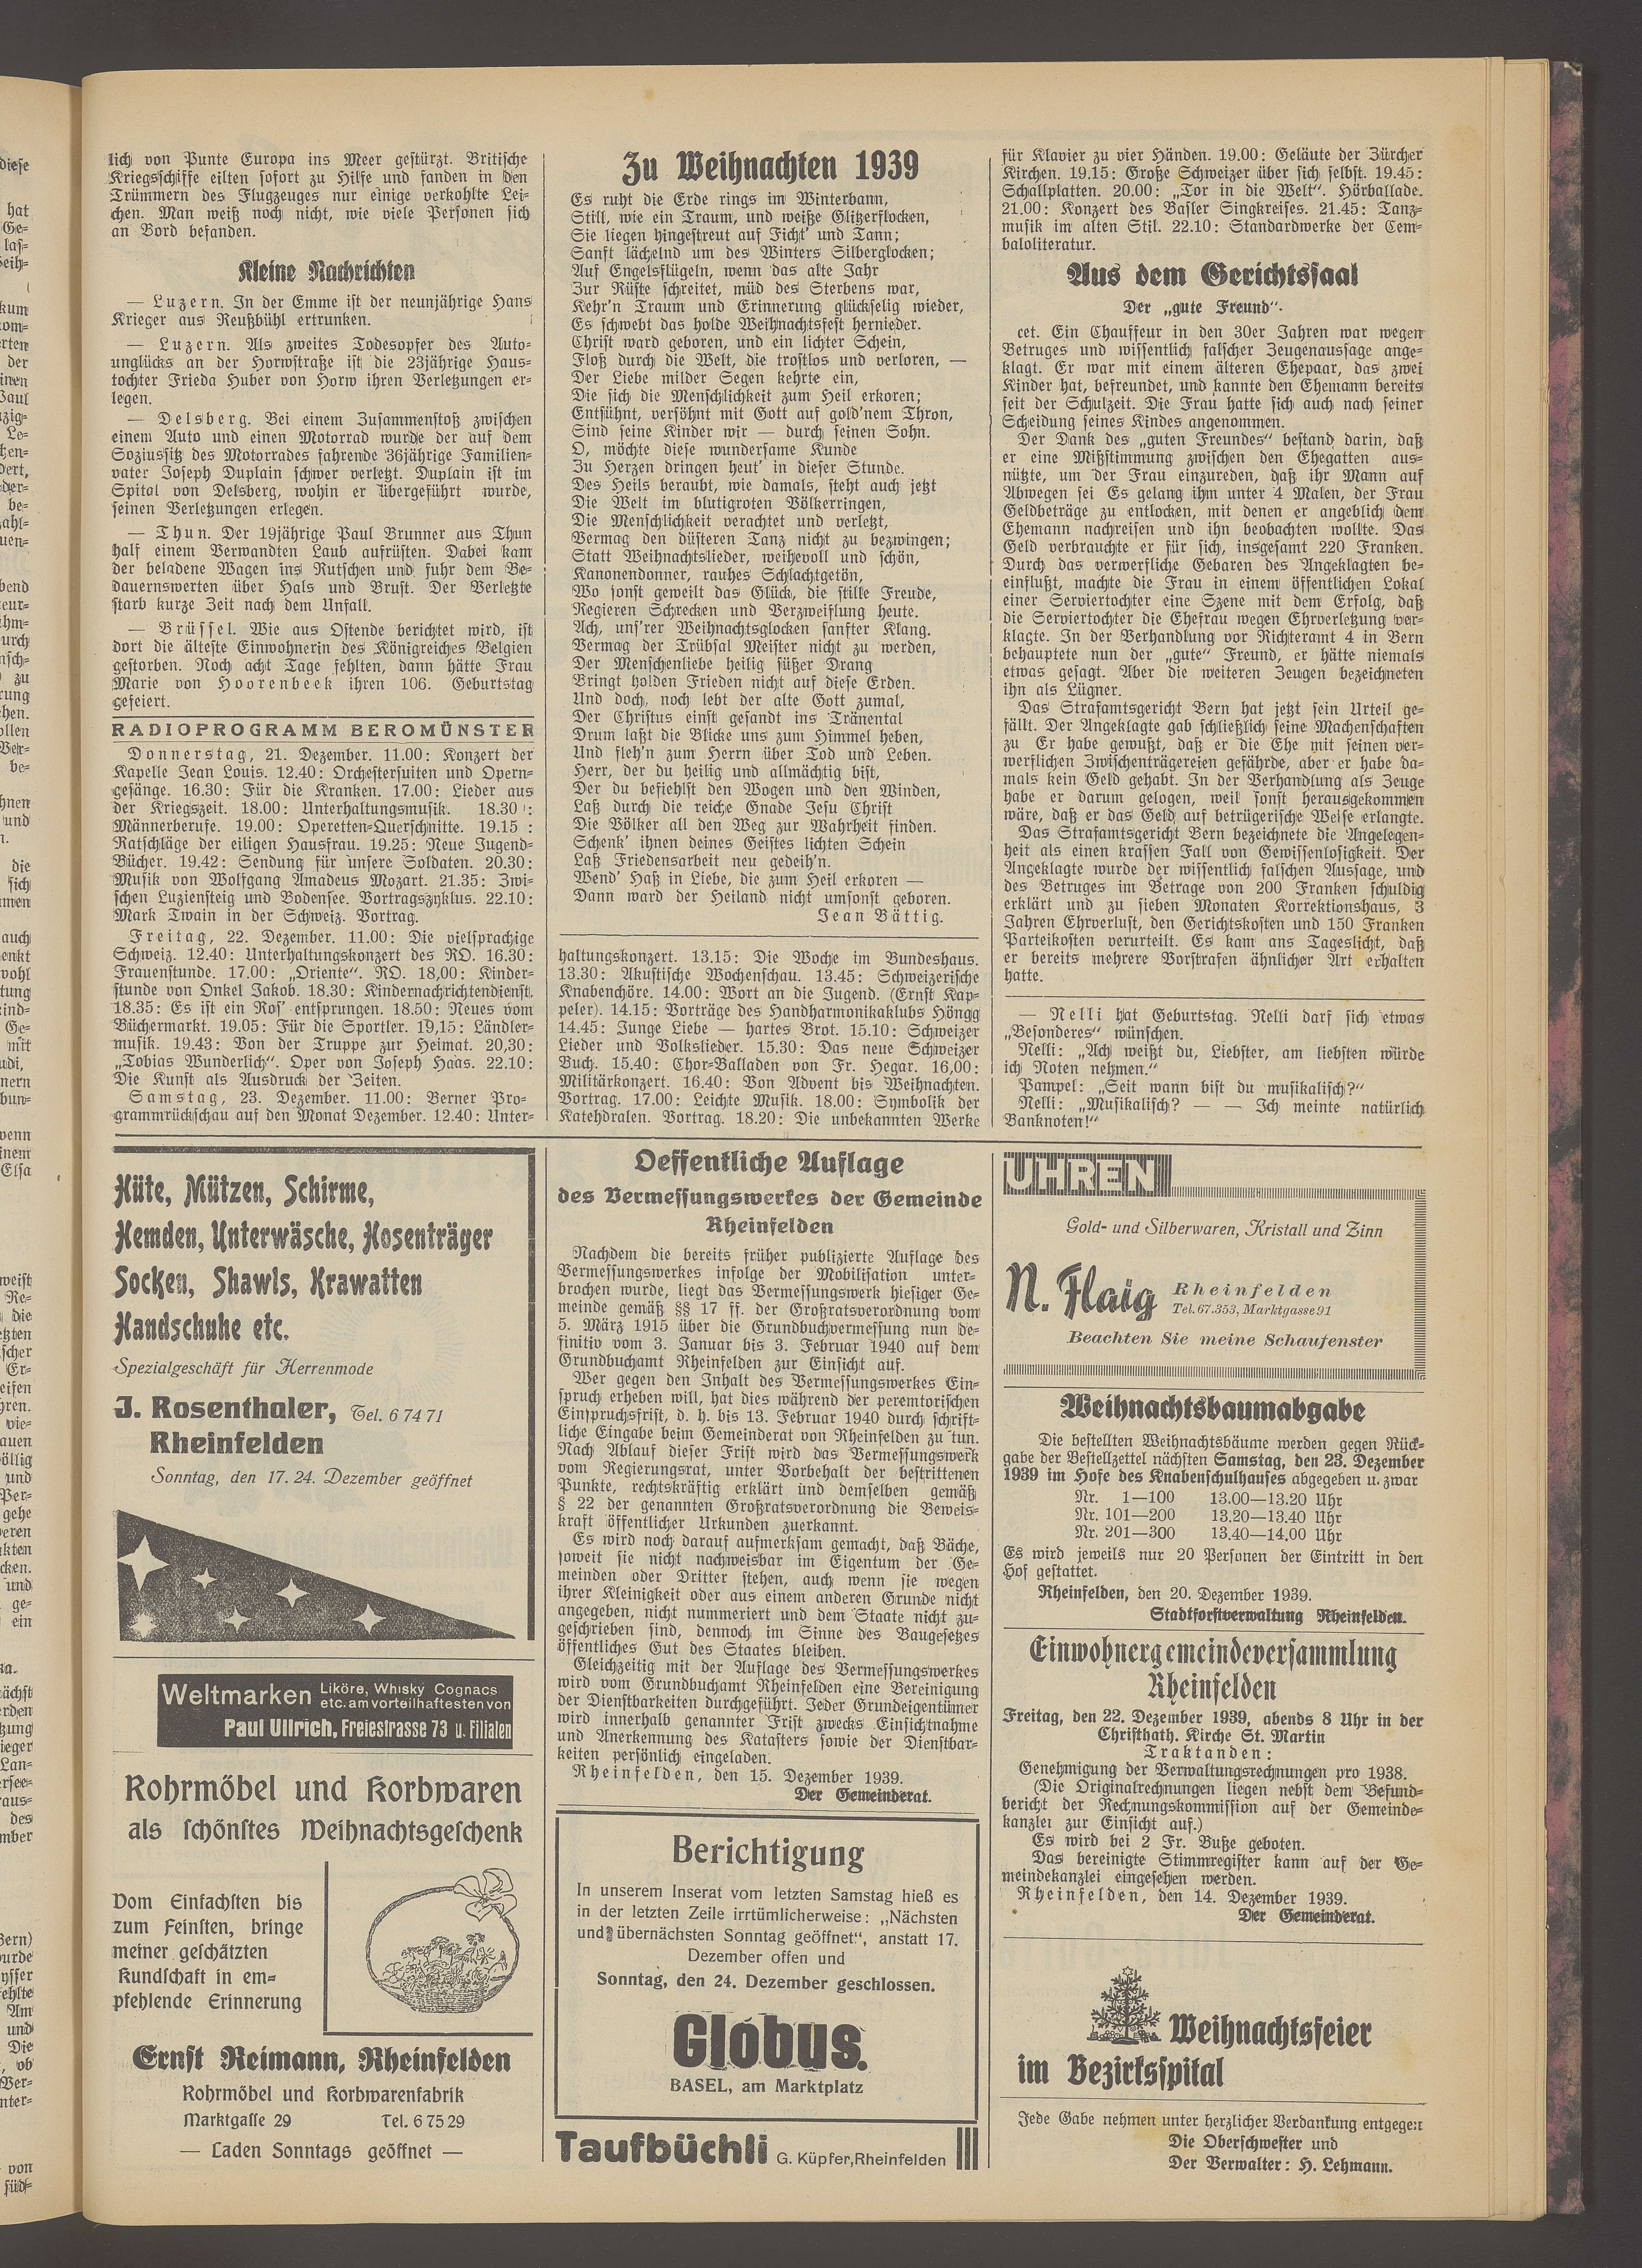 lich von Punte Europa ins Meer gestürzt. Britische
Kriegsschiffe eilten sofort zu Hilfe und fanden in den
Trümmern des Flugzeuges nur einige verkohlte Lei-
chen. Man weiß noch nicht, wie viele Personen sich
an Bord befanden.
Kleine Nachrichten
— Luzern. In der Emme ist der neunjährige Hans
Krieger aus Reußbühl ertrunken.
— Luzern. Als zweites Todesopfer des Auto-
unglücks an der Horwstraße ist die 23jährige Haus-
tochter Frieda Huber von Horw ihren Verletzungen er-
legen.
— Delsberg. Bei einem Zusammenstoß zwischen
einem Auto und einen Motorrad wurde der auf dem
Soziussitz des Motorrades fahrende 36jährige Familien-
vater Joseph Duplain schwer verletzt. Duplain ist im
Spital von Delsberg, wohin er übergeführt wurde,
seinen Verletzungen erlegen.
— Thun. Der 19jährige Paul Brunner aus Thun
half einem Verwandten Laub aufrüsten. Dabei kam
der beladene Wagen ins Rutschen und fuhr dem Be-
dauernswerten über Hals und Brust. Der Verletzte
starb kurze Zeit nach dem Unfall.
— Brüssel. Wie aus Ostende berichtet wird, ist
dort die älteste Einwohnerin des Königreiches Belgien
gestorben. Noch acht Tage fehlten, dann hätte Frau
Marie von Hoorenbeek ihren 106. Geburtstag
gefeiert.
RADIOPROGRAMM BEROMÜNSTER
Donnerstag, 21. Dezember. 11.00: Konzert der
Kapelle Jean Louis. 12.40: Orchestersuiten und Opern-
gesänge. 16.30: Für die Kranken. 17.00: Lieder aus
der Kriegszeit. 18.00: Unterhaltungsmusik. 18.30 :
Männerberufe. 19.00: Operetten-Querschnitte. 19.15 :
Ratschläge der eiligen Hausfrau. 19.25: Neue Jugend-
Bücher. 19.42: Sendung für unsere Soldaten. 20.30:
Musik von Wolfgang Amadeus Mozart. 21.35: Zwi-
schen Luziensteig und Bodensee. Vortragszyklus. 22.10:
Mark Twain in der Schweiz. Vortrag.
Freitag, 22. Dezember. 11.00: Die vielsprachige
Schweiz. 12.40: Unterhaltungskonzert des RO. 16.30:
Frauenstunde. 17.00: „Oriente“. RO. 18,00: Kinder-
stunde von Onkel Jakob. 18.30: Kindernachrichtendienst.
18.35: Es ist ein Ros' entsprungen. 18.50: Neues vom
Büchermarkt. 19.05: Für die Sportler. 19,15: Ländler-
musik. 19.43: Von der Truppe zur Heimat. 20,30:
„Tobias Wunderlich“. Oper von Joseph Haas. 22.10:
Die Kunst als Ausdruck der Zeiten.
Samstag, 23. Dezember. 11.00: Berner Pro-
grammrückschau auf den Monat Dezember. 12.40: Unter-
Zu Weihnachten 1939
Es ruht die Erde rings im Winterbann,
Still, wie ein Traum, und weiße Glitzerflocken,
Sie liegen hingestreut auf Ficht' und Tann;
Sanft lächelnd um des Winters Silberglocken;
Auf Engelsflügeln, wenn das alte Jahr
Zur Rüste schreitet, müd des Sterbens war,
Kehr'n Traum und Erinnerung glückselig wieder,
Es schwebt das holde Weihnachtsfest hernieder.
Christ ward geboren, und ein lichter Schein,
Floß durch die Welt, die trostlos und verloren, —
Der Liebe milder Segen kehrte ein,
Die sich die Menschlichkeit zum Heil erkoren;
Entsühnt, versöhnt mit Gott auf gold'nem Thron,
Sind seine Kinder wir — durch seinen Sohn.
O, möchte diese wundersame Kunde
Zu Herzen dringen heut' in dieser Stunde.
Des Heils beraubt, wie damals, steht auch jetzt
Die Welt im blutigroten Völkerringen,
Die Menschlichkeit verachtet und verletzt,
Vermag den düsteren Tanz nicht zu bezwingen;
Statt Weihnachtslieder, weihevoll und schön,
Kanonendonner, rauhes Schlachtgetön,
Wo sonst geweilt das Glück, die stille Freude,
Regieren Schrecken und Verzweiflung heute.
Ach, uns'rer Weihnachtsglocken sanfter Klang.
Vermag der Trübsal Meister nicht zu werden,
Der Menschenliebe heilig süßer Drang
Bringt holden Frieden nicht auf diese Erden.
Und doch, noch lebt der alte Gott zumal,
Der Christus einst gesandt ins Tränental
Drum laßt die Blicke uns zum Himmel heben,
Und fleh'n zum Herrn über Tod und Leben.
Herr, der du heilig und allmächtig bist,
Der du befiehlst den Wogen und den Winden,
Laß durch die reiche Gnade Jesu Christ
Die Völker all den Weg zur Wahrheit finden.
Schenk' ihnen deines Geistes lichten Schein
Laß Friedensarbeit neu gedeih'n.
Wend' Haß in Liebe, die zum Heil erkoren —
Dann ward der Heiland nicht umsonst geboren.
Jean Bättig.
haltungskonzert. 13.15: Die Woche im Bundeshaus.
13.30: Akustische Wochenschau. 13.45: Schweizerische
Knabenchöre. 14.00: Wort an die Jugend. (Ernst Kap-
peler). 14.15: Vorträge des Handharmonikaklubs Höngg
14.45: Junge Liebe — hartes Brot. 15.10: Schweizer
Lieder und Volkslieder. 15.30: Das neue Schweizer
Buch. 15.40: Chor-Balladen von Fr. Hegar. 16,00:
Militärkonzert. 16.40: Von Advent bis Weihnachten.
Vortrag. 17.00: Leichte Musik. 18.00: Symbolik der
Katehdralen. Vortrag. 18.20: Die unbekannten Werke
für Klavier zu vier Händen. 19.00: Geläute der Zürcher
Kirchen. 19.15: Große Schweizer über sich selbst. 19.45:
Schallplatten. 20.00: „Tor in die Welt“. Hörballade.
21.00: Konzert des Basler Singkreises. 21.45: Tanz-
musik im alten Stil. 22.10: Standardwerke der Cem-
baloliteratur.
Aus dem Gerichtssaal
Der „gute Freund“.
cet. Ein Chauffeur in den 30er Jahren war wegen
Betruges und wissentlich falscher Zeugenaussage ange-
klagt. Er war mit einem älteren Ehepaar, das zwei
Kinder hat, befreundet, und kannte den Ehemann bereits
seit der Schulzeit. Die Frau hatte sich auch nach seiner
Scheidung seines Kindes angenommen.
Der Dank des „guten Freundes“ bestand darin, daß
er eine Mißstimmung zwischen den Ehegatten aus-
nützte, um der Frau einzureden, daß ihr Mann auf
Abwegen sei Es gelang ihm unter 4 Malen, der Frau
Geldbeträge zu entlocken, mit denen er angeblich dem
Ehemann nachreisen und ihn beobachten wollte. Das
Geld verbrauchte er für sich, insgesamt 220 Franken.
Durch das verwerfliche Gebaren des Angeklagten be-
einflußt, machte die Frau in einem öffentlichen Lokal
einer Serviertochter eine Szene mit dem Erfolg, daß
die Serviertochter die Ehefrau wegen Ehrverletzung ver-
klagte. In der Verhandlung vor Richteramt 4 in Bern
behauptete nun der „gute“ Freund, er hätte niemals
etwas gesagt. Aber die weiteren Zeugen bezeichneten
ihn als Lügner.
Das Strafamtsgericht Bern hat jetzt sein Urteil ge-
fällt. Der Angeklagte gab schließlich seine Machenschaften
zu Er habe gewußt, daß er die Ehe mit seinen ver-
werflichen Zwischenträgereien gefährde, aber er habe da-
mals kein Geld gehabt. In der Verhandlung als Zeuge
habe er darum gelogen, weil sonst herausgekommen
wäre, daß er das Geld auf betrügerische Weise erlangte.
Das Strafamtsgericht Bern bezeichnete die Angelegen-
heit als einen krassen Fall von Gewissenlosigkeit. Der
Angeklagte wurde der wissentlich falschen Aussage, und
des Betruges im Betrage von 200 Franken schuldig
erklärt und zu sieben Monaten Korrektionshaus, 3
Jahren Ehrverlust, den Gerichtskosten und 150 Franken
Parteikosten verurteilt. Es kam ans Tageslicht, daß
er bereits mehrere Vorstrafen ähnlicher Art erhalten
hatte.
— Nelli hat Geburtstag. Nelli darf sich etwas
„Besonderes“ wünschen.
Nelli: „Ach weißt du, Liebster, am liebsten würde
ich Noten nehmen.“
Pampel: „Seit wann bist du musikalisch?“
Nelli: „Musikalisch? — — Ich meinte natürlich
Banknoten!“
Hüte, Mützen, Schirme,
Hemden, Unterwäsche, Hosenträger
Socken, Shawls, Krawatten
Handschuhe etc.
Spezialgeschäft für Herrenmode
J. Rosenthaler, Tel. 6 74 71
Rheinfelden
Sonntag, den 17. 24. Dezember geöffnet
Weltmarken Liköre, Whisky Cognacs
etc. am vorteilhaftesten von
Paul Ullrich, Freiestrasse 73 u. Filialen
Rohrmöbel und Korbwaren
als schönstes Weihnachtsgeschenk
Vom Einfachsten bis
zum Feinsten, bringe
meiner geschätzten
Kundschaft in em-
pfehlende Erinnerung
Ernst Reimann, Rheinfelden
Rohrmöbel und Korbwarenfabrik
Marktgasse 29 Tel. 6 75 29
— Laden Sonntags geöffnet —
Oeffentliche Auflage
des Vermessungswerkes der Gemeinde
Rheinfelden
Nachdem die bereits früher publizierte Auflage des
Vermessungswerkes infolge der Mobilisation unter-
brochen wurde, liegt das Vermessungswerk hiesiger Ge-
meinde gemäß §§ 17 ff. der Großratsverordnung vom
5. März 1915 über die Grundbuchvermessung nun de-
finitiv vom 3. Januar bis 3. Februar 1940 auf dem
Grundbuchamt Rheinfelden zur Einsicht auf.
Wer gegen den Inhalt des Vermessungswerkes Ein-
spruch erheben will, hat dies während der peremtorischen
Einspruchsfrist, d. h. bis 13. Februar 1940 durch schrift-
liche Eingabe beim Gemeinderat von Rheinfelden zu tun.
Nach Ablauf dieser Frist wird das Vermessungswerk
vom Regierungsrat, unter Vorbehalt der bestrittenen
Punkte, rechtskräftig erklärt und demselben gemäß
§ 22 der genannten Großratsverordnung die Beweis-
kraft öffentlicher Urkunden zuerkannt.
Es wird noch darauf aufmerksam gemacht, daß Bäche,
soweit sie nicht nachweisbar im Eigentum der Ge-
meinden oder Dritter stehen, auch wenn sie wegen
ihrer Kleinigkeit oder aus einem anderen Grunde nicht
angegeben, nicht nummeriert und dem Staate nicht zu-
geschrieben sind, dennoch im Sinne des Baugesetzes
öffentliches Gut des Staates bleiben.
Gleichzeitig mit der Auflage des Vermessungswerkes
wird vom Grundbuchamt Rheinfelden eine Bereinigung
der Dienstbarkeiten durchgeführt. Jeder Grundeigentümer
wird innerhalb genannter Frist zwecks Einsichtnahme
und Anerkennung des Katasters sowie der Dienstbar-
keiten persönlich eingeladen.
Rheinfelden, den 15. Dezember 1939.
Der Gemeinderat.
Berichtigung
In unserem Inserat vom letzten Samstag hieß es
in der letzten Zeile irrtümlicherweise: „Nächsten
und übernächsten Sonntag geöffnet“, anstatt 17.
Dezember offen und
Sonntag, den 24. Dezember geschlossen.
Globus.
BASEL, am Marktplatz
Taufbüchli G. Küpfer, Rheinfelden
UHREN
Gold- und Silberwaren, Kristall und Zinn
N. Flaig Rheinfelden
Tel. 67.353, Marktgasse 91
Beachten Sie meine Schaufenster
Weihnachtsbaumabgabe
Die bestellten Weihnachtsbäume werden gegen Rück-
gabe der Bestellzettel nächsten Samstag, den 23. Dezember
1939 im Hofe des Knabenschulhauses abgegeben u. zwar
Nr. 1—100 13.00—13.20 Uhr
Nr. 101—200 13.20—13.40 Uhr
Nr. 201—300 13.40—14.00 Uhr
Es wird jeweils nur 20 Personen der Eintritt in den
Hof gestattet.
Rheinfelden, den 20. Dezember 1939.
Stadtforstverwaltung Rheinfelden.
Einwohnergemeindeversammlung
Rheinfelden
Freitag, den 22. Dezember 1939, abends 8 Uhr in der
Christkath. Kirche St. Martin
Traktanden:
Genehmigung der Verwaltungsrechnungen pro 1938.
(Die Originalrechnungen liegen nebst dem Befund-
bericht der Rechnungskommission auf der Gemeinde-
kanzlei zur Einsicht auf.)
Es wird bei 2 Fr. Buße geboten.
Das bereinigte Stimmregister kann auf der Ge-
meindekanzlei eingesehen werden.
Rheinfelden, den 14. Dezember 1939.
Der Gemeinderat.
Weihnachtsfeier
im Bezirksspital
Jede Gabe nehmen unter herzlicher Verdankung entgegen
Die Oberschwester und
Der Verwalter: H. Lehmann.